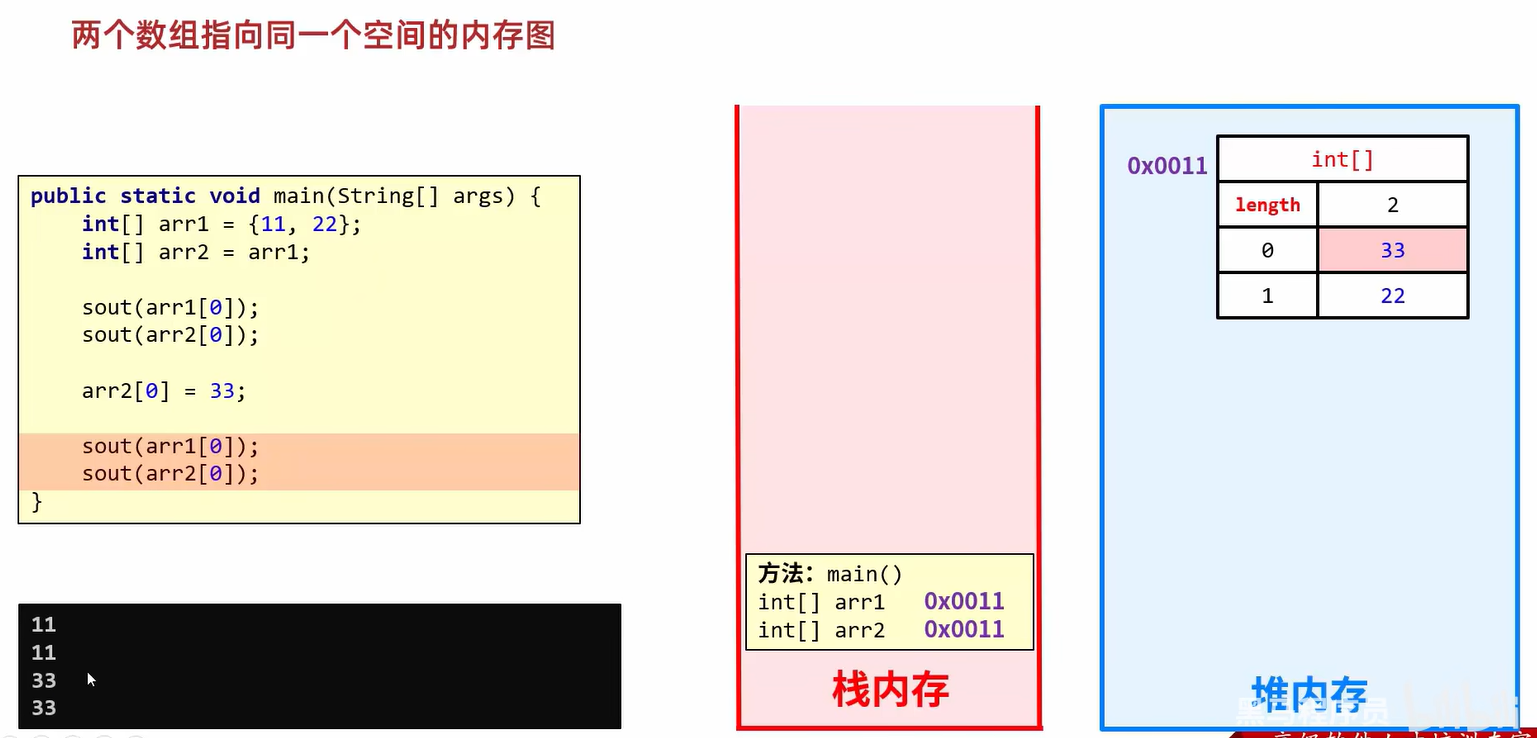 两个数组指向同一个空间的内存图
public static void main(String[] args) {
int[] arr1 = {11, 22};
int[] arr2 = arr1;
sout(arr1[0]);
sout(arr2[0]);
arr2[0] = 33;
sout(arr1[0]);
sout(arr2[0]);
}
11
11
33
33
方法：main()
int[] arr1 0x0011
int[] arr2 0x0011
栈内存
0x0011
int[]
length 2
0 33
1 22
堆内存
黑马程序员